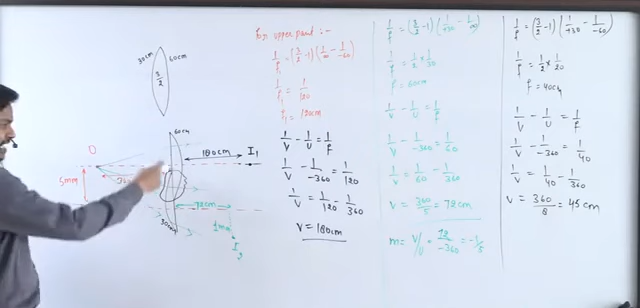 30cm
60cm
3/2
60cm
O
180cm
I₁
5mm
72cm
30cm
1mm
I₂
For upper part :-
1/f₁ = (3/2 - 1)(1/∞ - 1/-60)
1/f₁ = 1/120
f₁ = 120cm
1/V - 1/U = 1/f
1/V - 1/-360 = 1/120
1/V = 1/120 - 1/360
V = 180cm
1/f = (3/2 - 1)(1/+30 - 1/∞)
1/f = 1/2 × 1/30
f = 60cm
1/V - 1/U = 1/f
1/V - 1/-360 = 1/60
1/V = 1/60 - 1/360
V = 360/5 = 72cm
m = V/U = 72/-360 = -1/5
1/f = (3/2 - 1)(1/+30 - 1/-60)
1/f = 1/2 × 1/20
f = 40cm
1/V - 1/U = 1/f
1/V - 1/-360 = 1/40
1/V = 1/40 - 1/360
V = 360/8 = 45cm